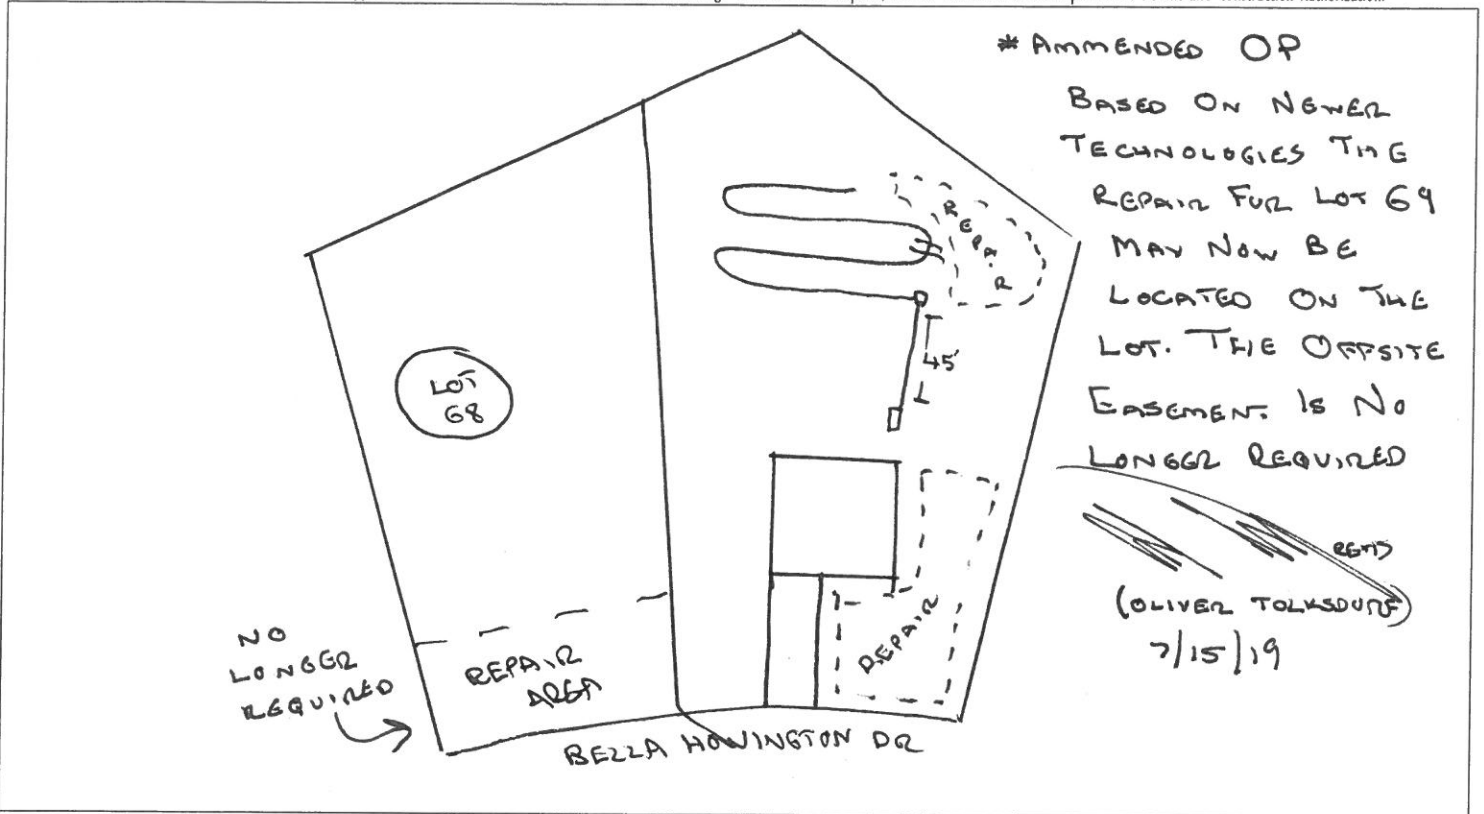 * AMMENDED OP
BASED ON NEWER
TECHNOLOGIES THE
REPAIR FUR LOT 69
MAY NOW BE
LOCATED ON THE
LOT. THE OFFSITE
EASEMENT IS NO
LONGER REQUIRED
REHS
(OLIVER TOLKSDURF)
7/15/19
REPAIR
45'
LOT
68
REPAIR
NO
LONGER
REQUIRED
REPAIR
AREA
BELLA HOWINGTON DR